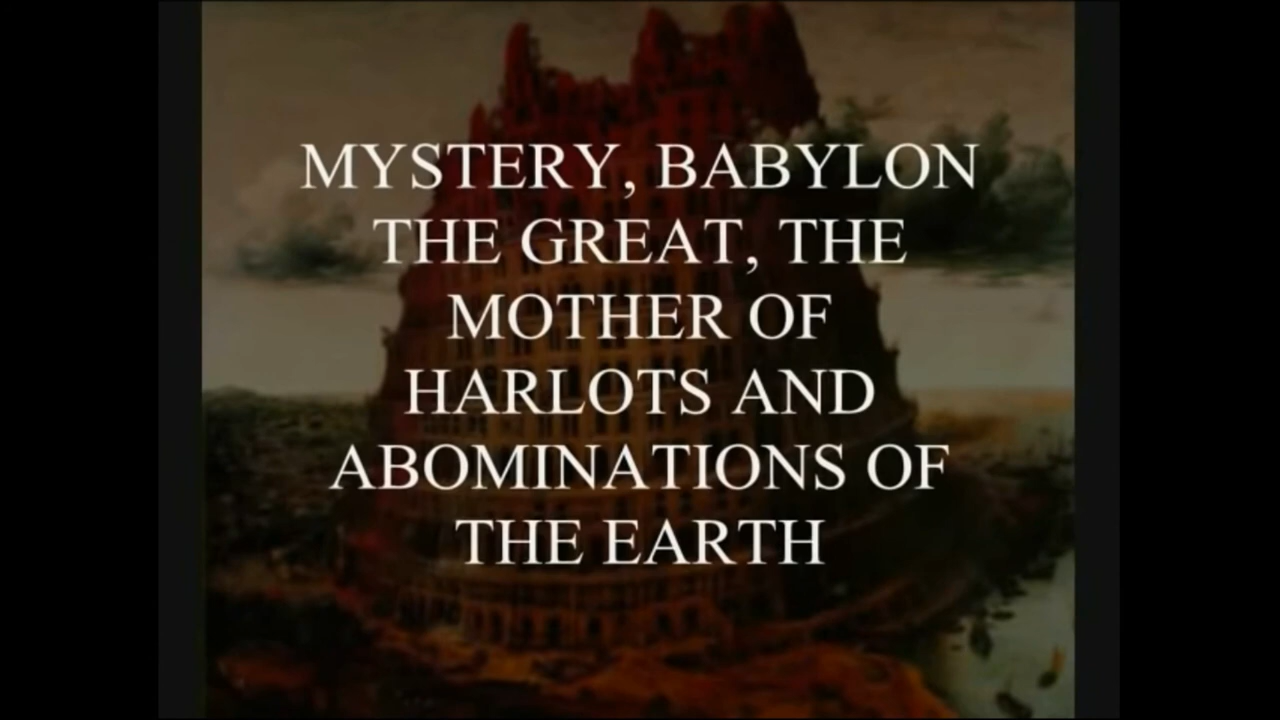 MYSTERY, BABYLON
THE GREAT, THE
MOTHER OF
HARLOTS AND
ABOMINATIONS OF
THE EARTH